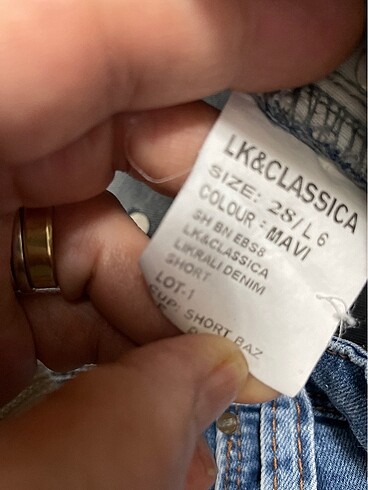 LK&CLASSICA
SIZE: 28/L 6
COLOUR : MAVI
SH BN EBS8
LK&CLASSICA
LIKRALI DENIM
SHORT
LOT-1
CUP: SHORT BAZ